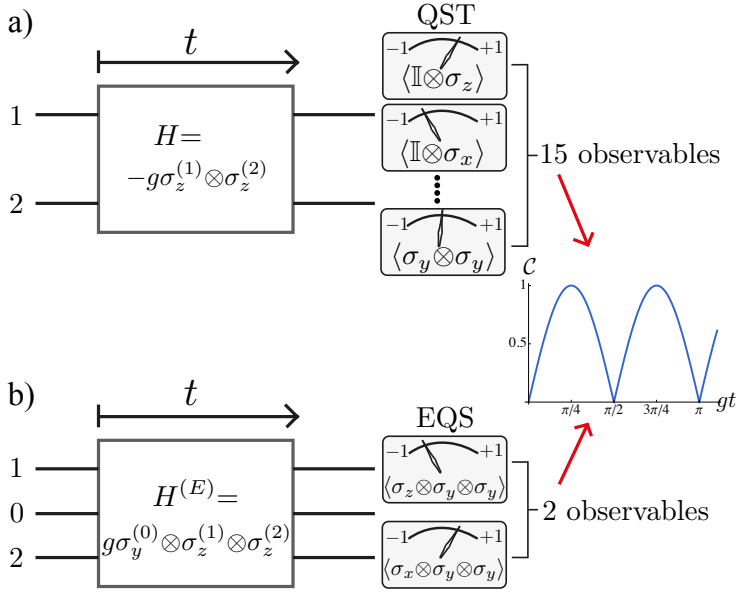 a)
t
QST
1
2
H=
−gσ_z^(1)⊗σ_z^(2)
−1 +1
⟨𝕀⊗σ_z⟩
−1 +1
⟨𝕀⊗σ_x⟩
−1 +1
⟨σ_y⊗σ_y⟩
15 observables
C
1
0.5
π/4 π/2 3π/4 π gt
b)
t
EQS
1
0
2
H^(E)=
gσ_y^(0)⊗σ_z^(1)⊗σ_z^(2)
−1 +1
⟨σ_z⊗σ_y⊗σ_y⟩
−1 +1
⟨σ_x⊗σ_y⊗σ_y⟩
2 observables